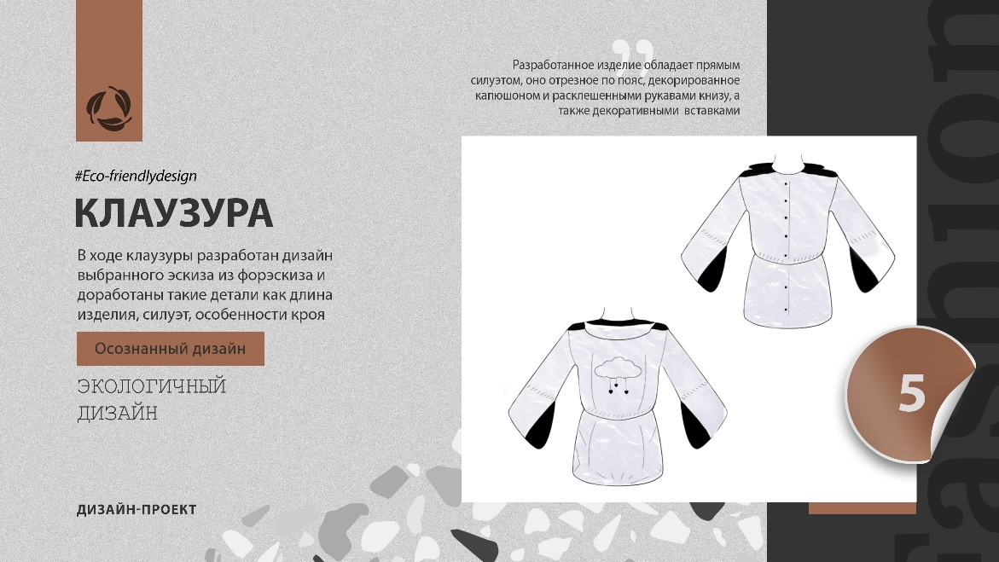 #Eco-friendlydesign
КЛАУЗУРА
В ходе клаузуры разработан дизайн
выбранного эскиза из форэскиза и
доработаны такие детали как длина
изделия, силуэт, особенности кроя
Осознанный дизайн
ЭКОЛОГИЧНЫЙ
ДИЗАЙН
ДИЗАЙН-ПРОЕКТ
”
Разработанное изделие обладает прямым
силуэтом, оно отрезное по пояс, декорированное
капюшоном и расклешенными рукавами книзу, а
также декоративными вставками
5
Fashion